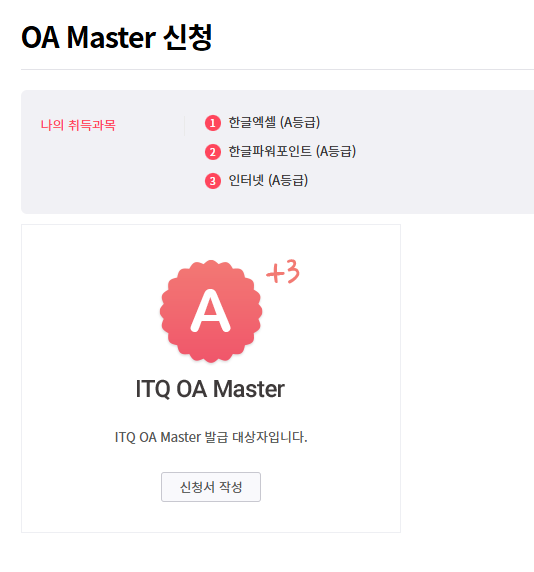 OA Master 신청
나의 취득과목
1 한글엑셀 (A등급)
2 한글파워포인트 (A등급)
3 인터넷 (A등급)
A +3
ITQ OA Master
ITQ OA Master 발급 대상자입니다.
신청서 작성